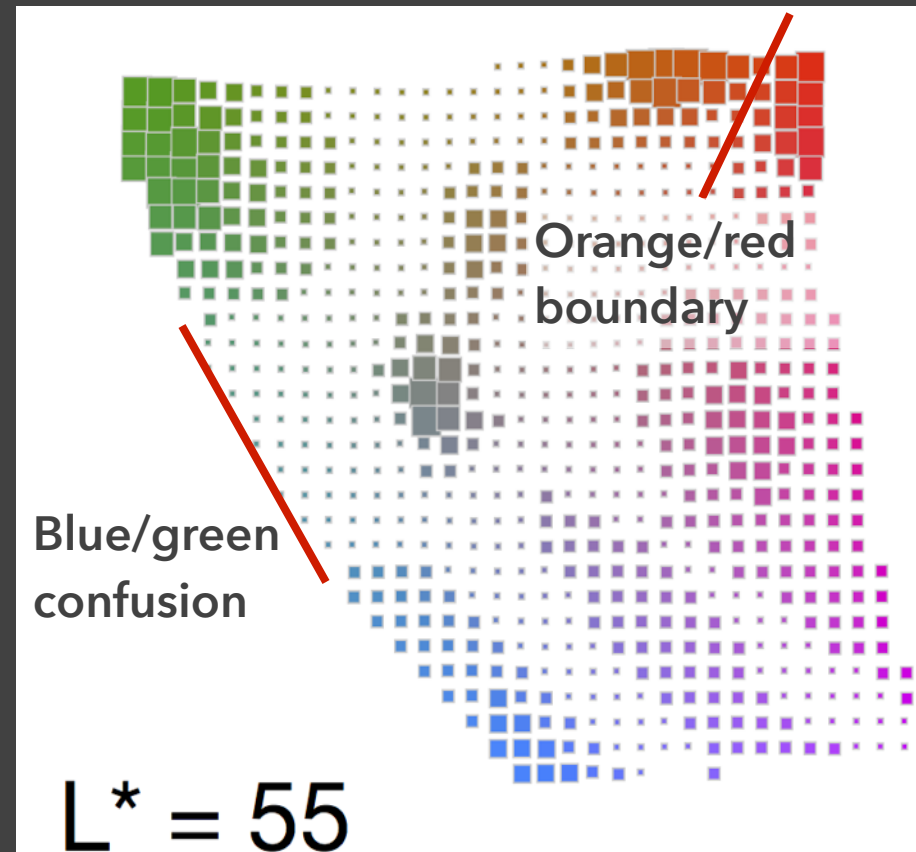 Orange/red
boundary
Blue/green
confusion
L* = 55